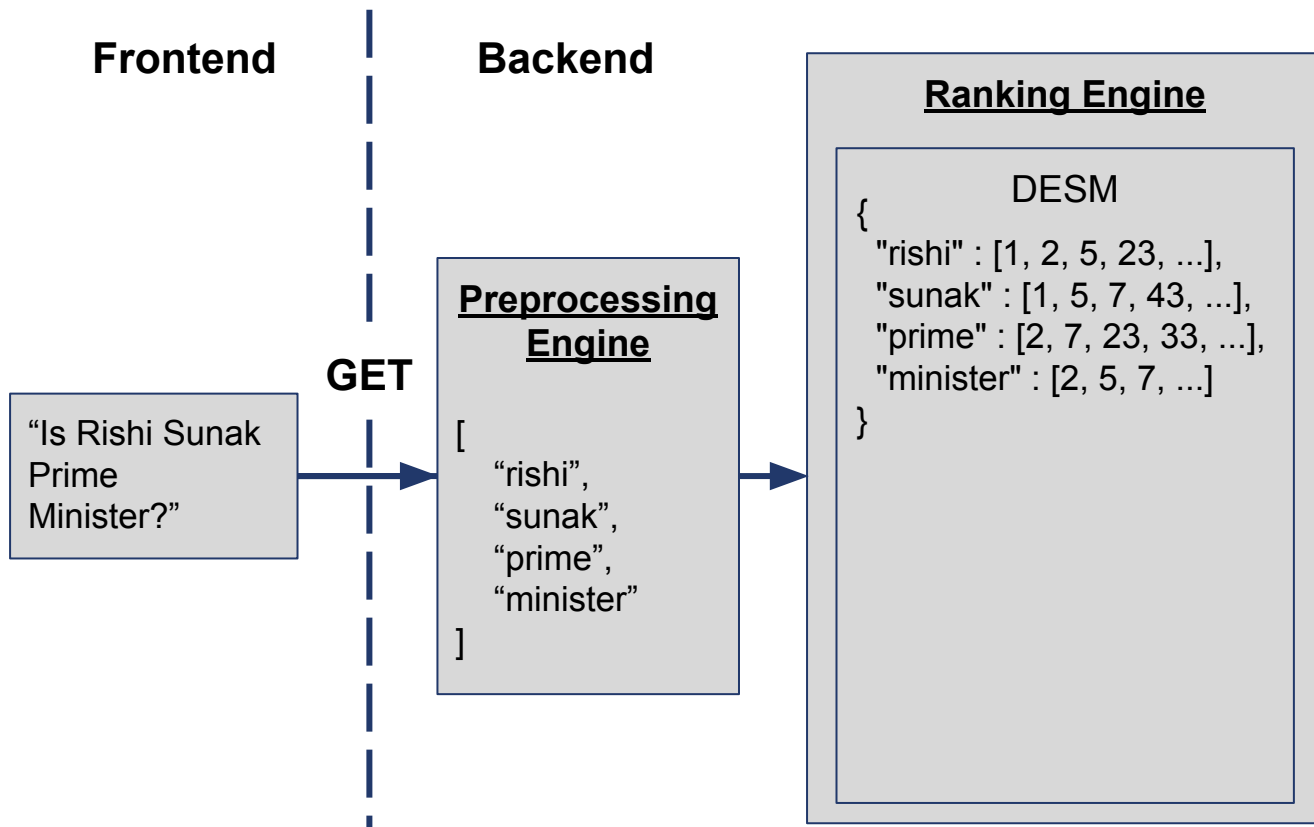 Frontend
Backend
GET
“Is Rishi Sunak
Prime
Minister?”
Preprocessing
Engine
[
“rishi”,
“sunak”,
“prime”,
“minister”
]
Ranking Engine
DESM
{
"rishi" : [1, 2, 5, 23, ...],
"sunak" : [1, 5, 7, 43, ...],
"prime" : [2, 7, 23, 33, ...],
"minister" : [2, 5, 7, ...]
}